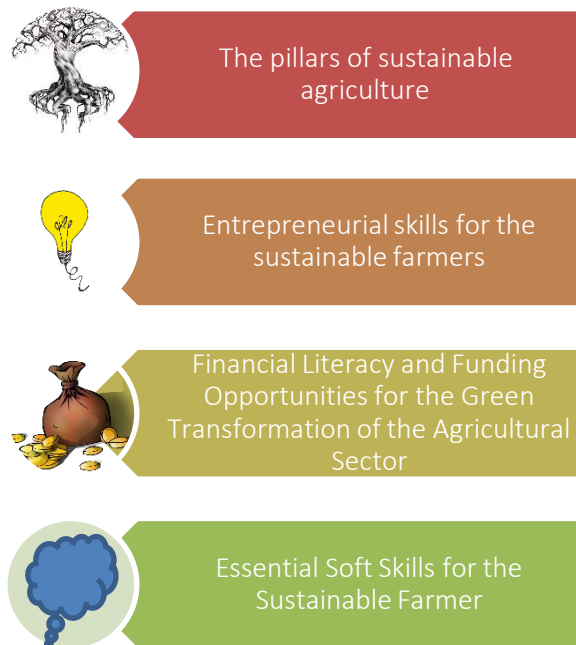 The pillars of sustainable
agriculture
Entrepreneurial skills for the
sustainable farmers
Financial Literacy and Funding
Opportunities for the Green
Transformation of the Agricultural
Sector
Essential Soft Skills for the
Sustainable Farmer